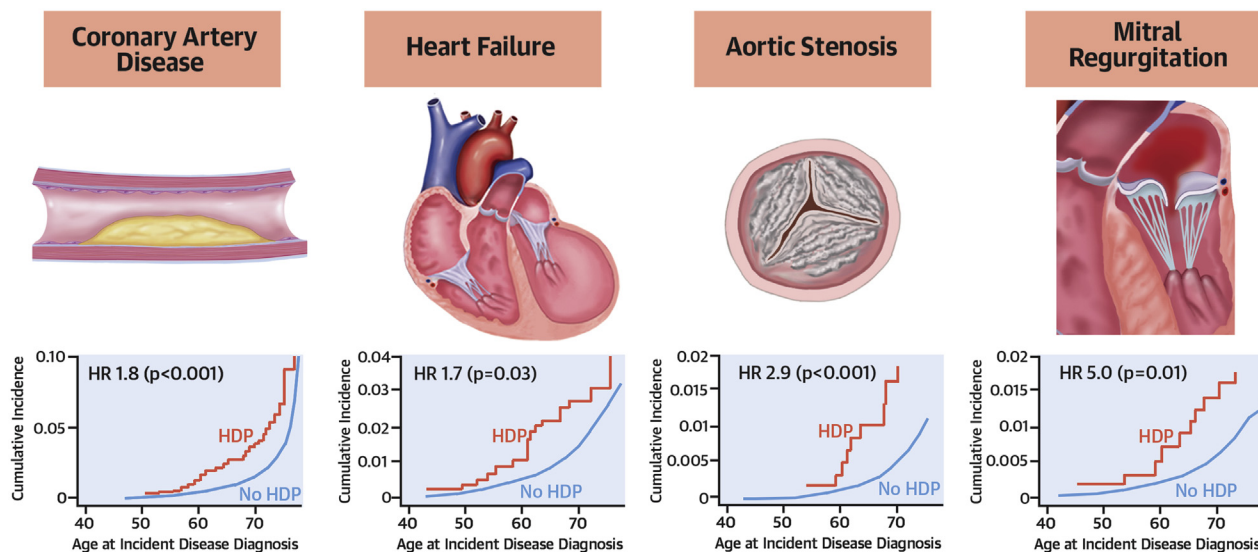 Coronary Artery
Disease
Heart Failure
Aortic Stenosis
Mitral
Regurgitation
Cumulative Incidence
0.10
0.05
0
HR 1.8 (p<0.001)
HDP
No HDP
40 50 60 70
Age at Incident Disease Diagnosis
Cumulative Incidence
0.04
0.03
0.02
0.01
0
HR 1.7 (p=0.03)
HDP
No HDP
40 50 60 70
Age at Incident Disease Diagnosis
Cumulative Incidence
0.02
0.015
0.01
0.005
0
HR 2.9 (p<0.001)
HDP
No HDP
40 50 60 70
Age at Incident Disease Diagnosis
Cumulative Incidence
0.02
0.015
0.01
0.005
0
HR 5.0 (p=0.01)
HDP
No HDP
40 50 60 70
Age at Incident Disease Diagnosis